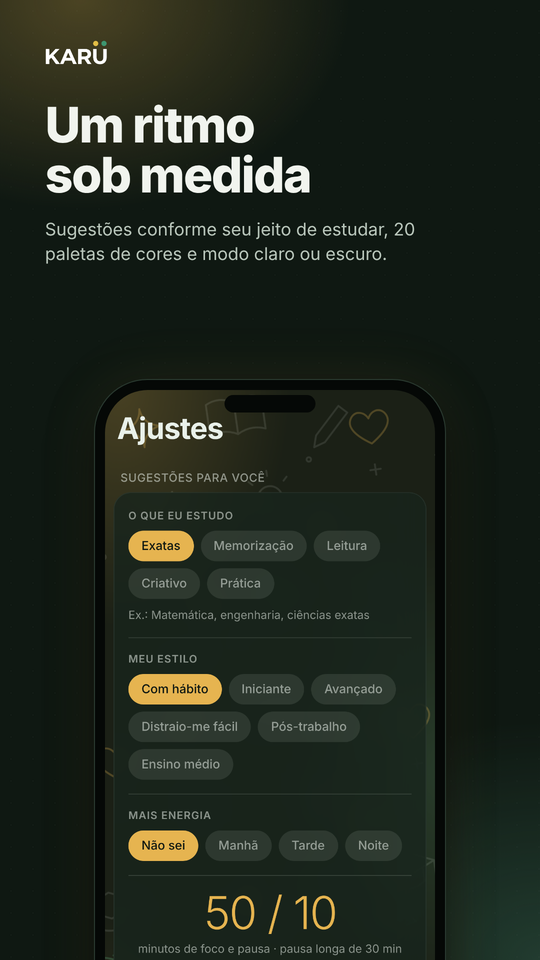 KARÜ
Um ritmo
sob medida
Sugestões conforme seu jeito de estudar, 20
paletas de cores e modo claro ou escuro.
Ajustes
SUGESTÕES PARA VOCÊ
O QUE EU ESTUDO
Exatas Memorização Leitura
Criativo Prática
Ex.: Matemática, engenharia, ciências exatas
MEU ESTILO
Com hábito Iniciante Avançado
Distraio-me fácil Pós-trabalho
Ensino médio
MAIS ENERGIA
Não sei Manhã Tarde Noite
50 / 10
minutos de foco e pausa · pausa longa de 30 min